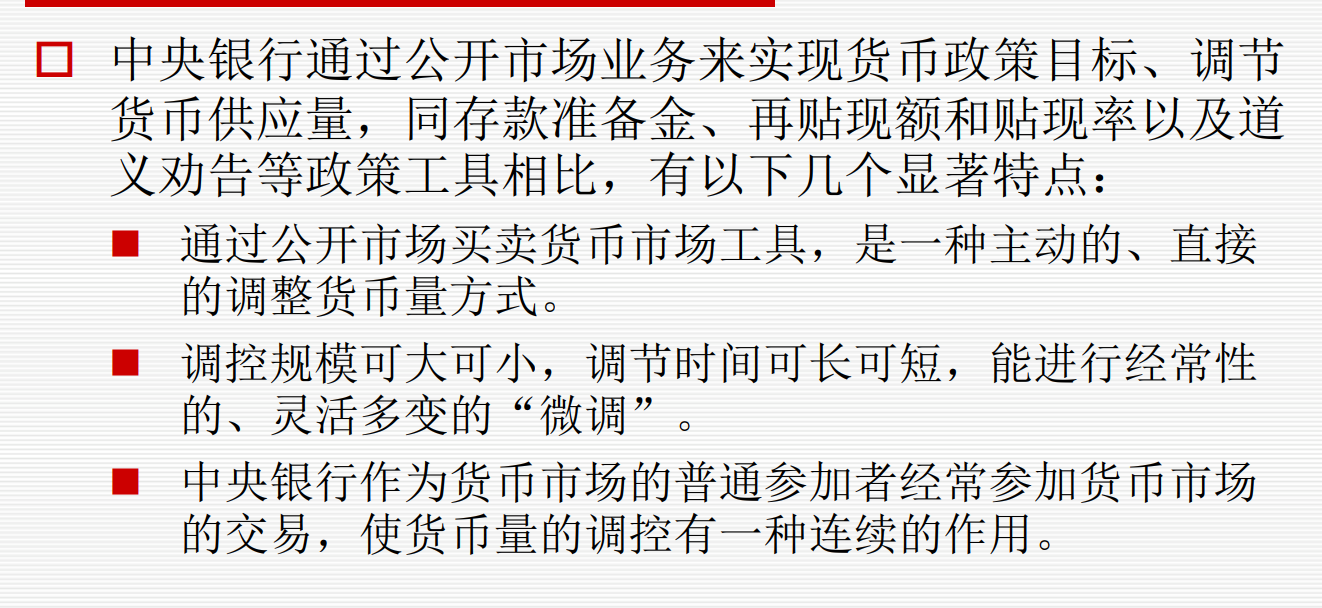 中央银行通过公开市场业务来实现货币政策目标、调节
货币供应量，同存款准备金、再贴现额和贴现率以及道
义劝告等政策工具相比，有以下几个显著特点：
通过公开市场买卖货币市场工具，是一种主动的、直接
的调整货币量方式。
调控规模可大可小，调节时间可长可短，能进行经常性
的、灵活多变的“微调”。
中央银行作为货币市场的普通参加者经常参加货币市场
的交易，使货币量的调控有一种连续的作用。